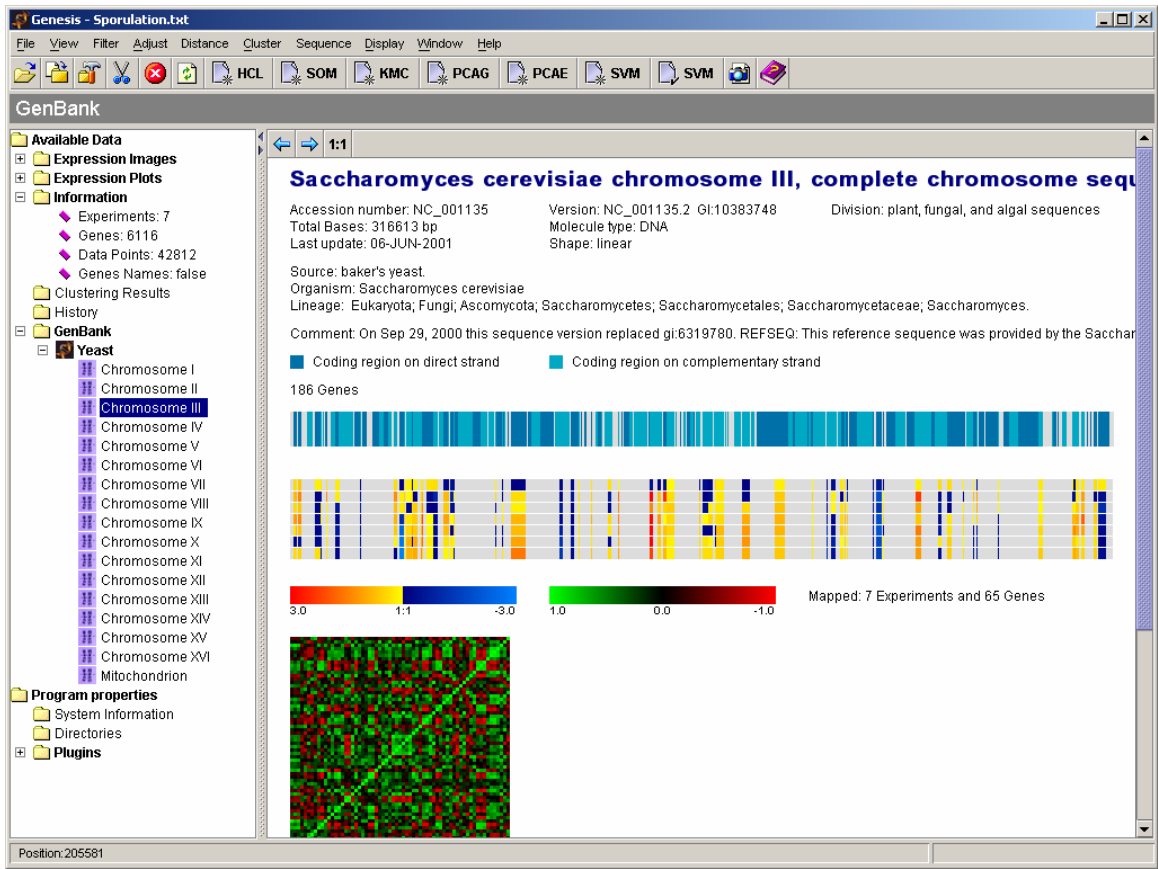 Genesis - Sporulation.txt
File View Filter Adjust Distance Cluster Sequence Display Window Help
HCL SOM KMC PCAG PCAE SVM SVM
GenBank
Available Data
Expression Images
Expression Plots
Information
Experiments: 7
Genes: 6116
Data Points: 42812
Genes Names: false
Clustering Results
History
GenBank
Yeast
Chromosome I
Chromosome II
Chromosome III
Chromosome IV
Chromosome V
Chromosome VI
Chromosome VII
Chromosome VIII
Chromosome IX
Chromosome X
Chromosome XI
Chromosome XII
Chromosome XIII
Chromosome XIV
Chromosome XV
Chromosome XVI
Mitochondrion
Program properties
System Information
Directories
Plugins
1:1
Saccharomyces cerevisiae chromosome III, complete chromosome sequ
Accession number: NC_001135 Version: NC_001135.2 GI:10383748 Division: plant, fungal, and algal sequences
Total Bases: 316613 bp Molecule type: DNA
Last update: 06-JUN-2001 Shape: linear
Source: baker's yeast.
Organism: Saccharomyces cerevisiae
Lineage: Eukaryota; Fungi; Ascomycota; Saccharomycetes; Saccharomycetales; Saccharomycetaceae; Saccharomyces.
Comment: On Sep 29, 2000 this sequence version replaced gi:6319780. REFSEQ: This reference sequence was provided by the Sacchar
Coding region on direct strand Coding region on complementary strand
186 Genes
3.0 1:1 -3.0 1.0 0.0 -1.0 Mapped: 7 Experiments and 65 Genes
Position:205581